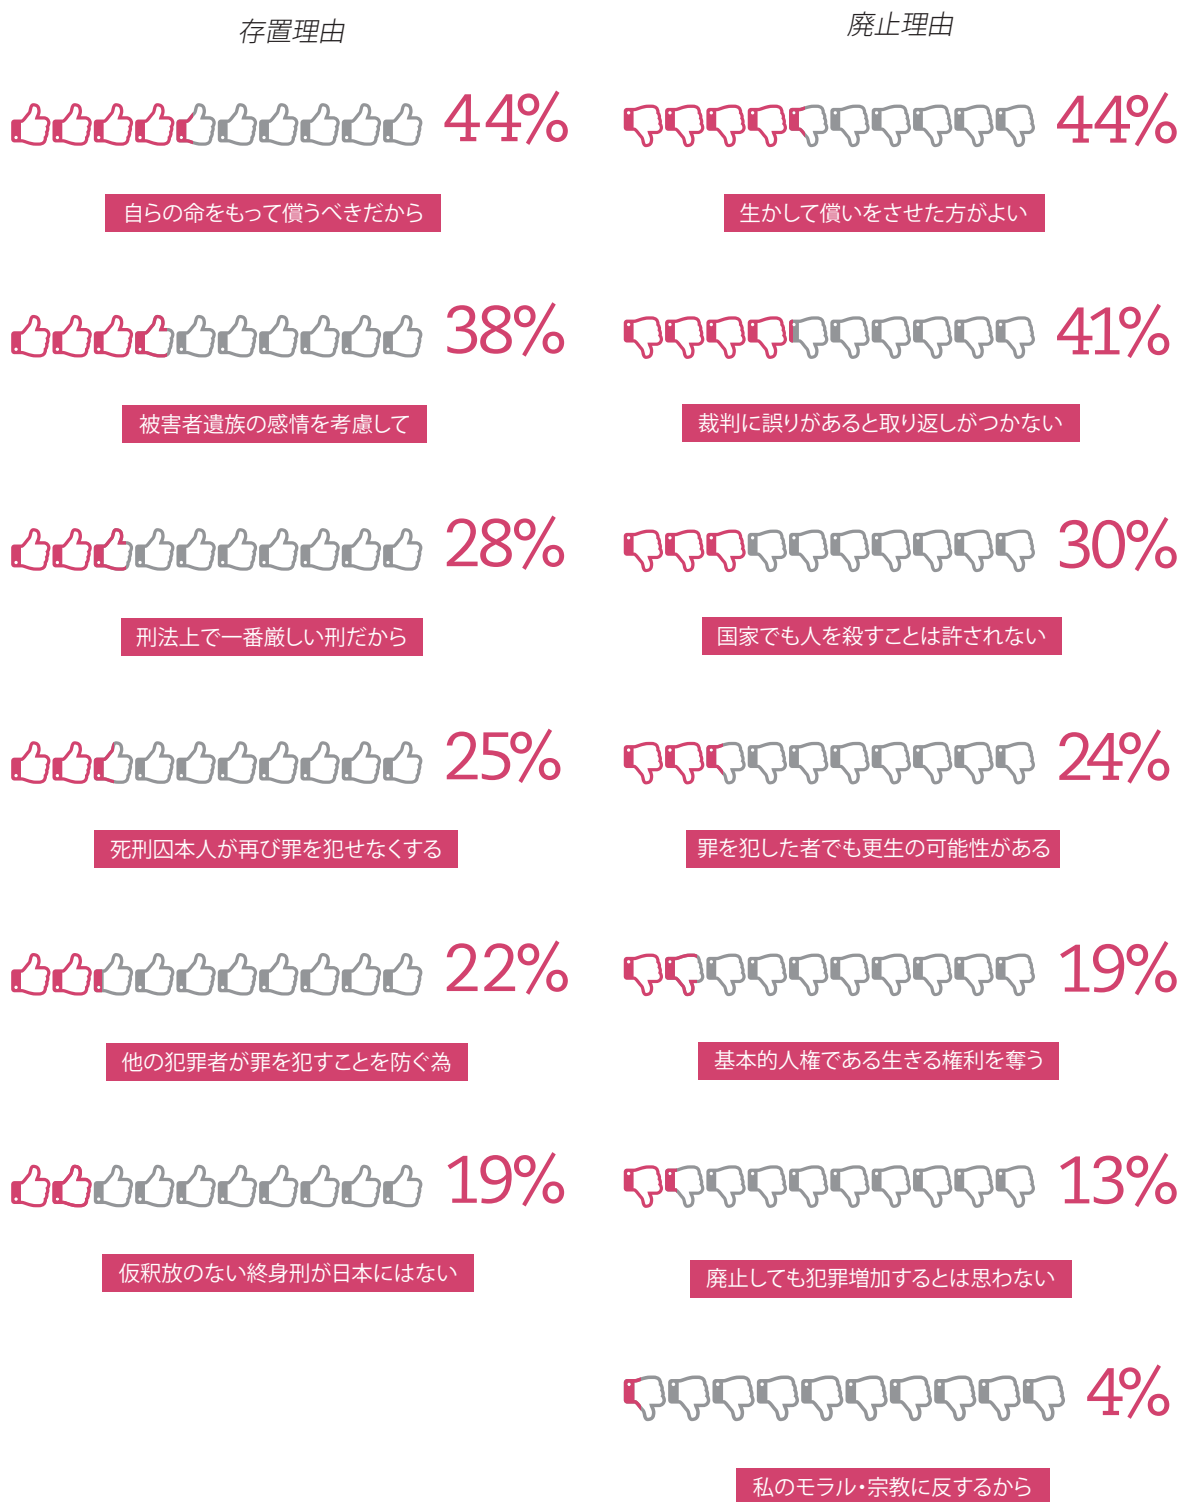 存置理由
廃止理由
44%
自らの命をもって償うべきだから
44%
生かして償いをさせた方がよい
38%
被害者遺族の感情を考慮して
41%
裁判に誤りがあると取り返しがつかない
28%
刑法上で一番厳しい刑だから
30%
国家でも人を殺すことは許されない
25%
死刑囚本人が再び罪を犯せなくする
24%
罪を犯した者でも更生の可能性がある
22%
他の犯罪者が罪を犯すことを防ぐ為
19%
基本的人権である生きる権利を奪う
19%
仮釈放のない終身刑が日本にはない
13%
廃止しても犯罪増加するとは思わない
4%
私のモラル・宗教に反するから